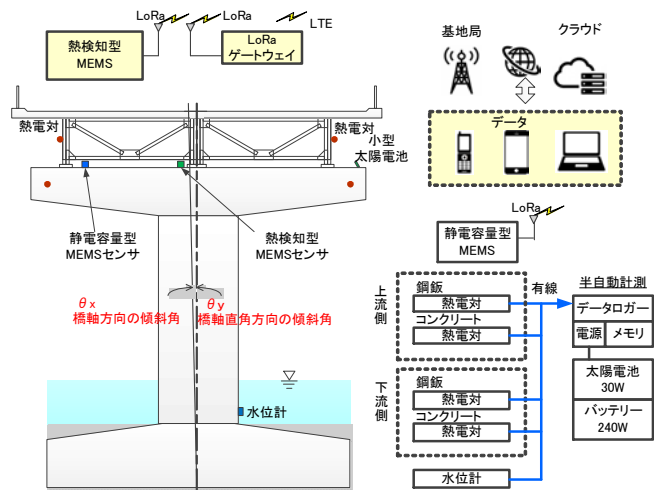 LoRa
LoRa
LTE
熱検知型
MEMS
LoRa
ゲートウェイ
基地局
クラウド
データ
熱電対
熱電対
小型
太陽電池
静電容量型
MEMSセンサ
熱検知型
MEMSセンサ
θx
橋軸方向の傾斜角
θy
橋軸直角方向の傾斜角
水位計
LoRa
静電容量型
MEMS
上流側
鋼鈑
熱電対
コンクリート
熱電対
下流側
鋼鈑
熱電対
コンクリート
熱電対
水位計
有線
半自動計測
データロガー
電源
メモリ
太陽電池
30W
バッテリー
240W